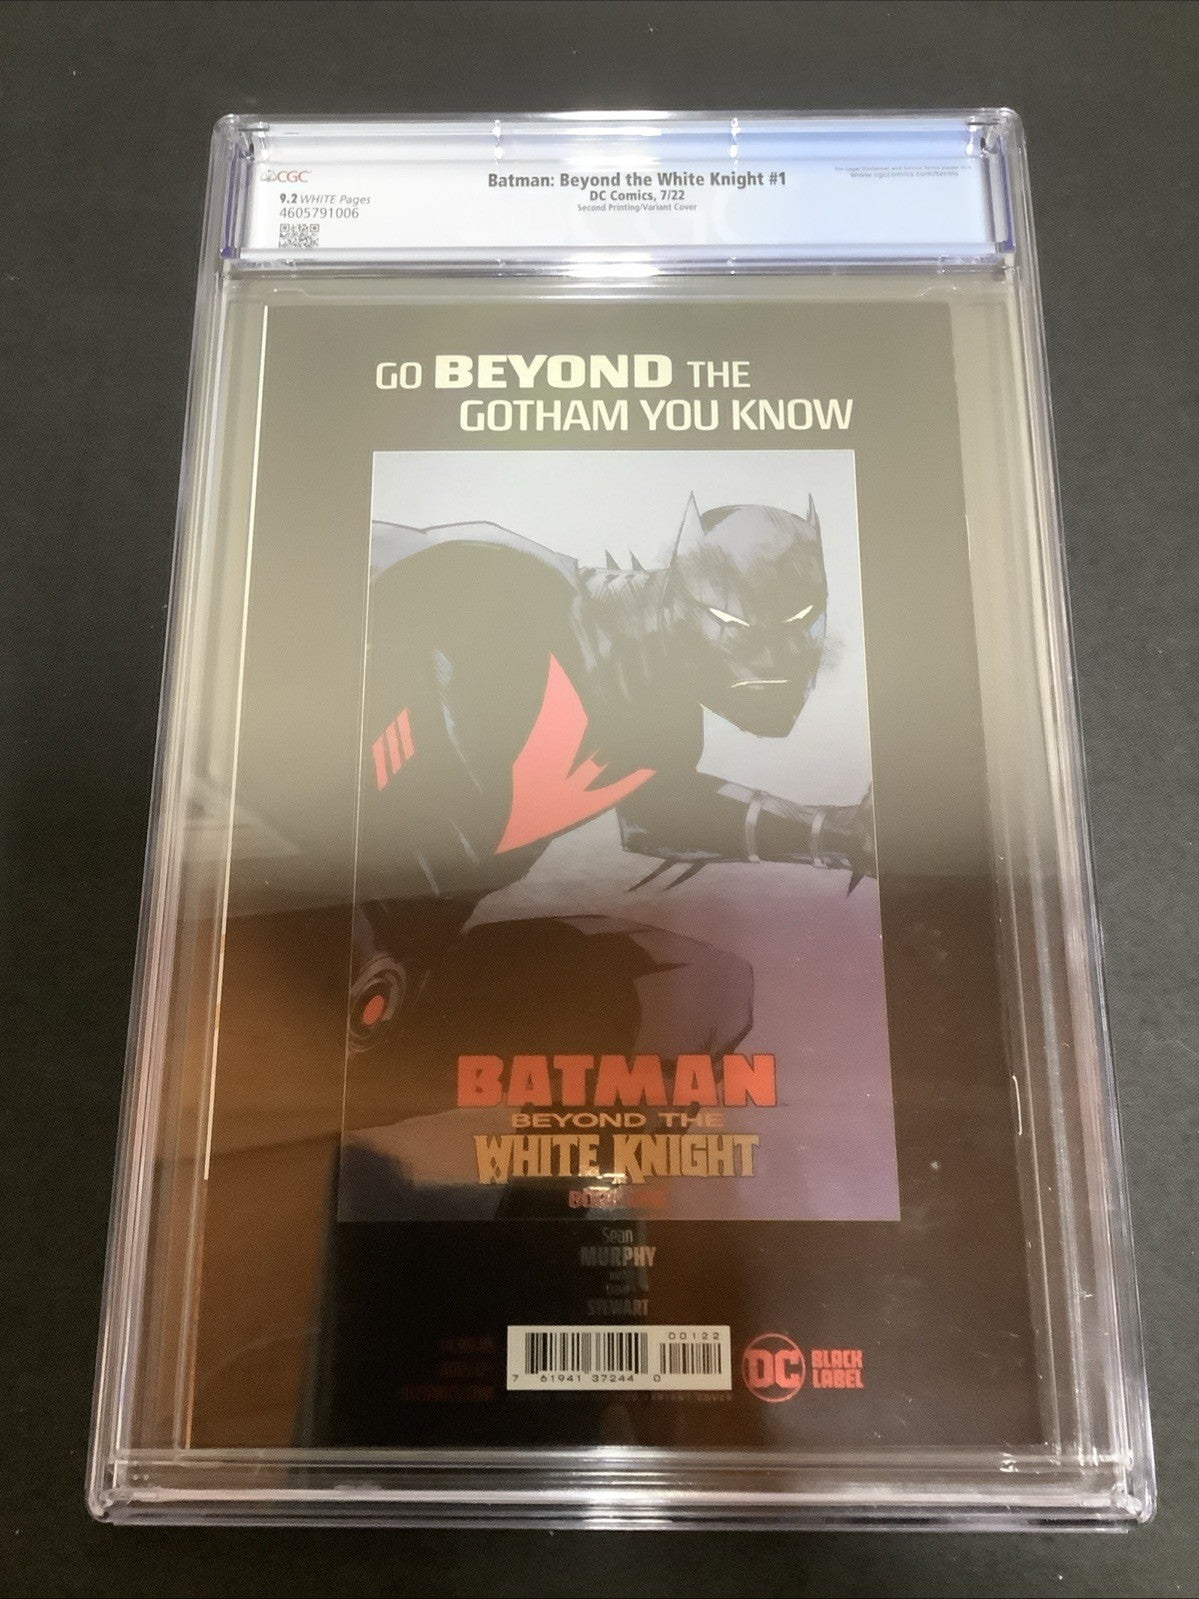 CGC
9.2 WHITE Pages
4605791006
Batman: Beyond the White Knight #1
DC Comics, 7/22
Second Printing/Variant Cover
www.cgccomics.com/terms
GO BEYOND THE
GOTHAM YOU KNOW
BATMAN
BEYOND THE
WHITE KNIGHT
Sean
MURPHY
STEWART
00122
7 61941 37244 0
DC BLACK
LABEL